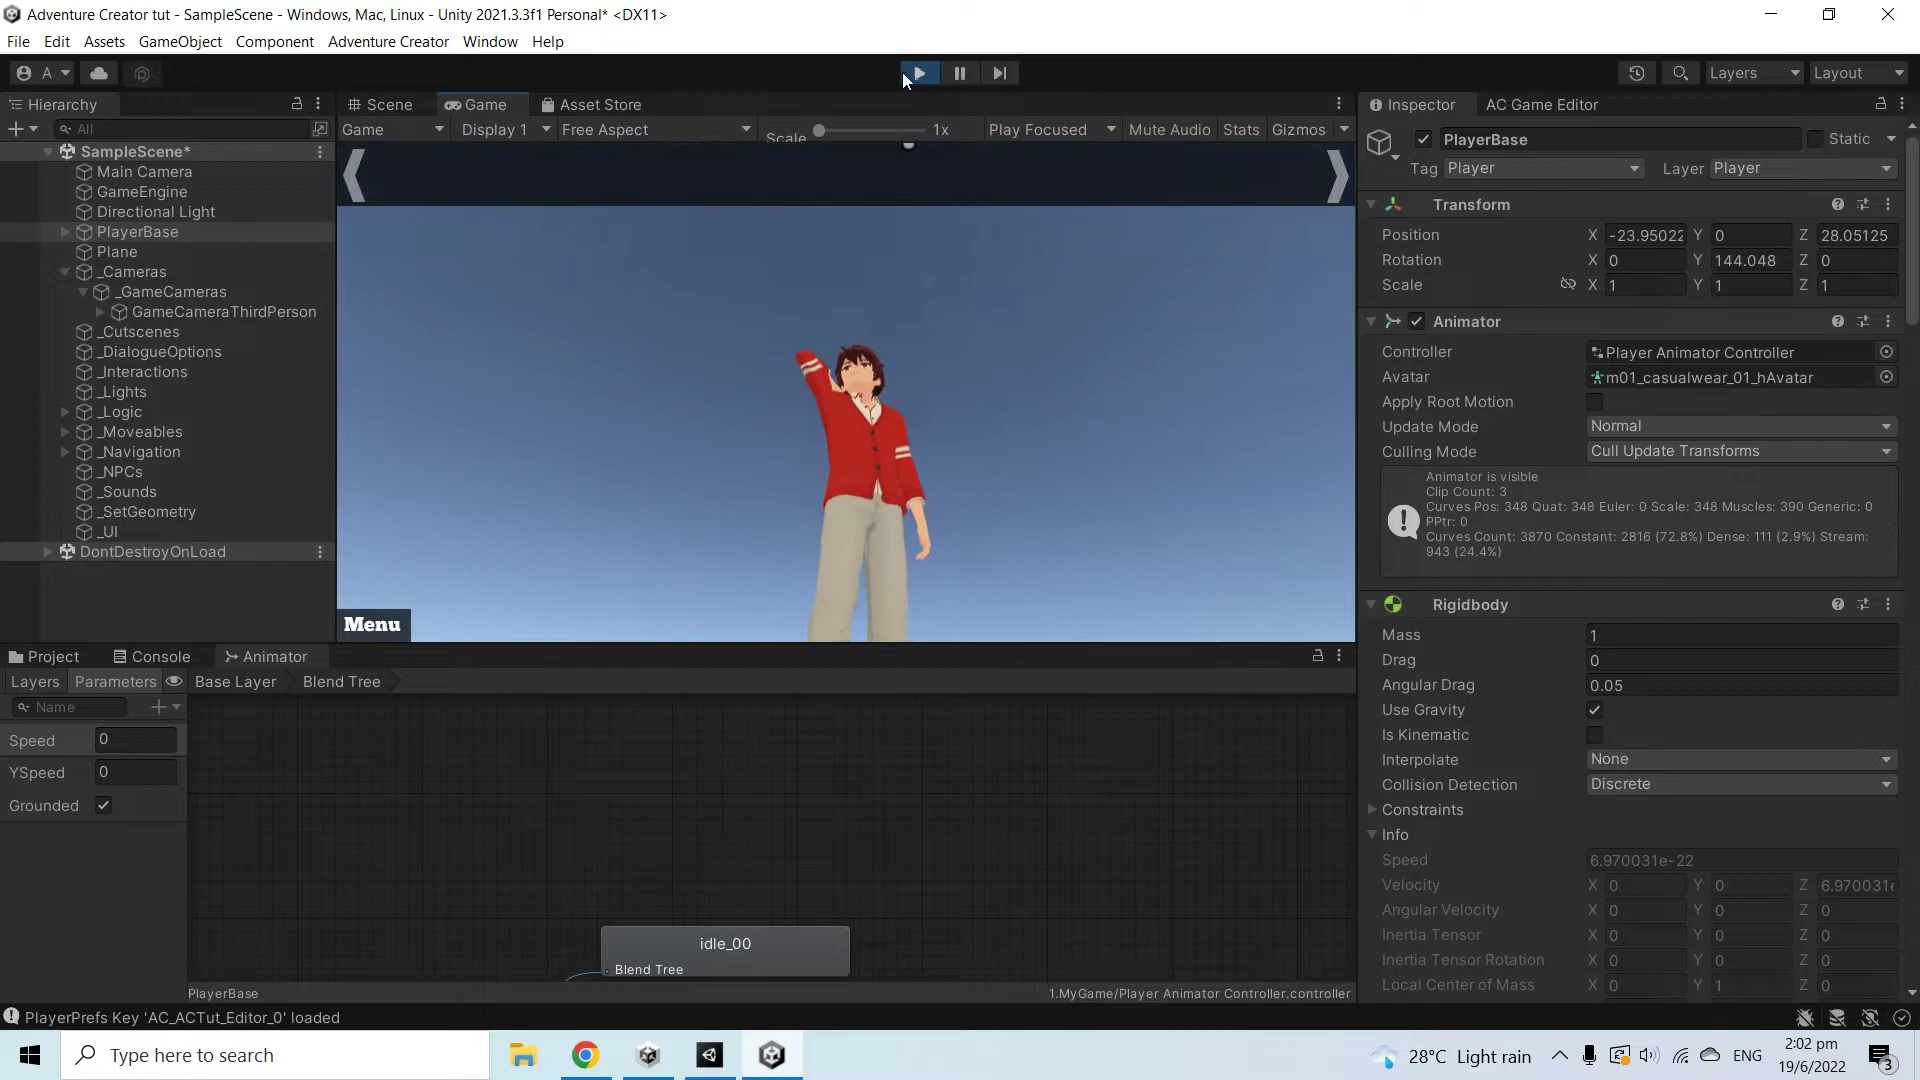 Adventure Creator tut - SampleScene - Windows, Mac, Linux - Unity 2021.3.3f1 Personal* <DX11>
File Edit Assets GameObject Component Adventure Creator Window Help
A Layers Layout
Hierarchy
All
SampleScene*
Main Camera
GameEngine
Directional Light
PlayerBase
Plane
_Cameras
_GameCameras
GameCameraThirdPerson
_Cutscenes
_DialogueOptions
_Interactions
_Lights
_Logic
_Moveables
_Navigation
_NPCs
_Sounds
_SetGeometry
_UI
DontDestroyOnLoad
Scene Game Asset Store
Game Display 1 Free Aspect Scale 1x Play Focused Mute Audio Stats Gizmos
Menu
Project Console Animator
Layers Parameters Base Layer Blend Tree
Name
Speed 0
YSpeed 0
Grounded
idle_00
Blend Tree
PlayerBase 1.MyGame/Player Animator Controller.controller
Inspector AC Game Editor
PlayerBase Static
Tag Player Layer Player
Transform
Position X -23.95022 Y 0 Z 28.05125
Rotation X 0 Y 144.048 Z 0
Scale X 1 Y 1 Z 1
Animator
Controller Player Animator Controller
Avatar m01_casualwear_01_hAvatar
Apply Root Motion
Update Mode Normal
Culling Mode Cull Update Transforms
Animator is visible
Clip Count: 3
Curves Pos: 348 Quat: 348 Euler: 0 Scale: 348 Muscles: 390 Generic: 0
PPtr: 0
Curves Count: 3870 Constant: 2816 (72.8%) Dense: 111 (2.9%) Stream:
943 (24.4%)
Rigidbody
Mass 1
Drag 0
Angular Drag 0.05
Use Gravity
Is Kinematic
Interpolate None
Collision Detection Discrete
Constraints
Info
Speed 6.970031e-22
Velocity X 0 Y 0 Z 6.970031e
Angular Velocity X 0 Y 0 Z 0
Inertia Tensor X 0 Y 0 Z 0
Inertia Tensor Rotation X 0 Y 0 Z 0
Local Center of Mass X 0 Y 1 Z 0
PlayerPrefs Key 'AC_ACTut_Editor_0' loaded
Type here to search
28°C Light rain ENG
2:02 pm
19/6/2022
3